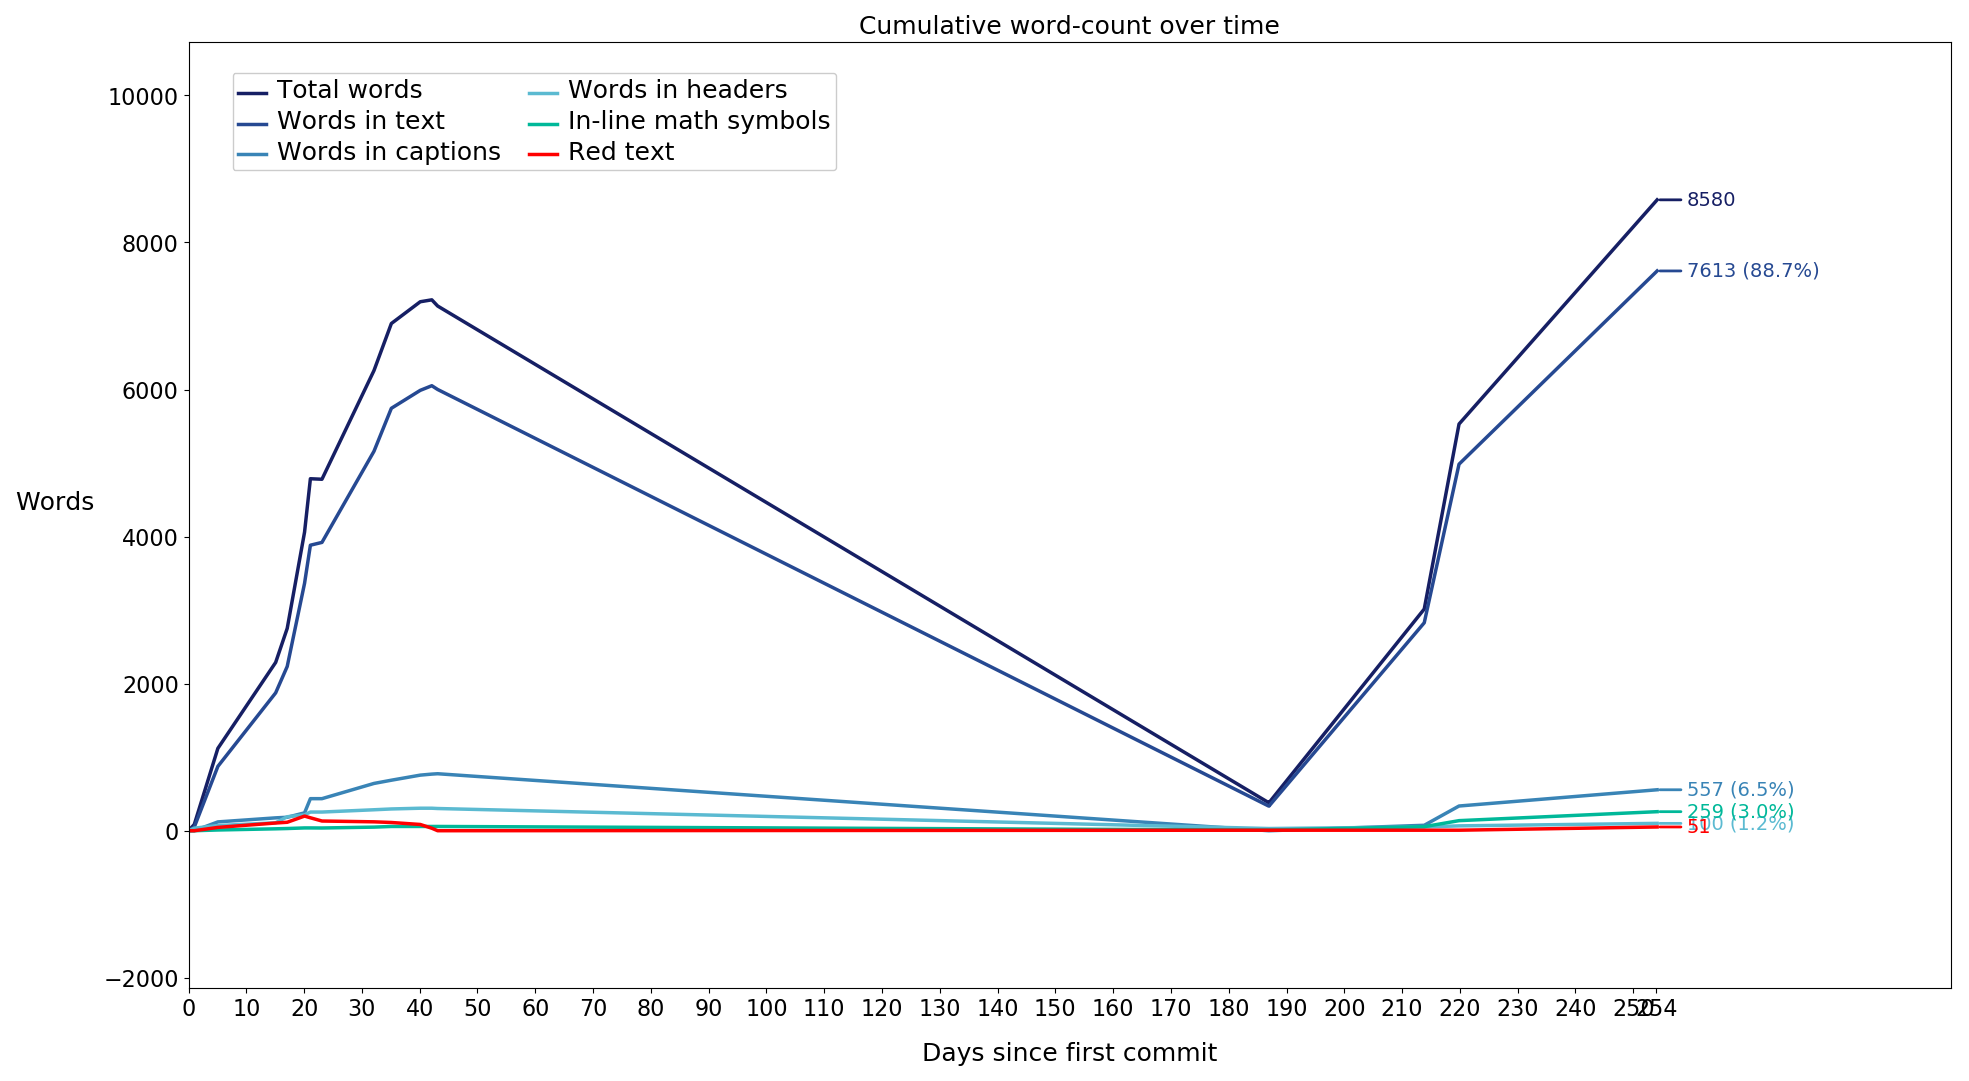 Cumulative word-count over time
Total words
Words in text
Words in captions
Words in headers
In-line math symbols
Red text
10000
8000
6000
4000
2000
0
−2000
Words
8580
7613 (88.7%)
557 (6.5%)
259 (3.0%)
100 (1.2%)
51
0 10 20 30 40 50 60 70 80 90 100 110 120 130 140 150 160 170 180 190 200 210 220 230 240 250 254
Days since first commit